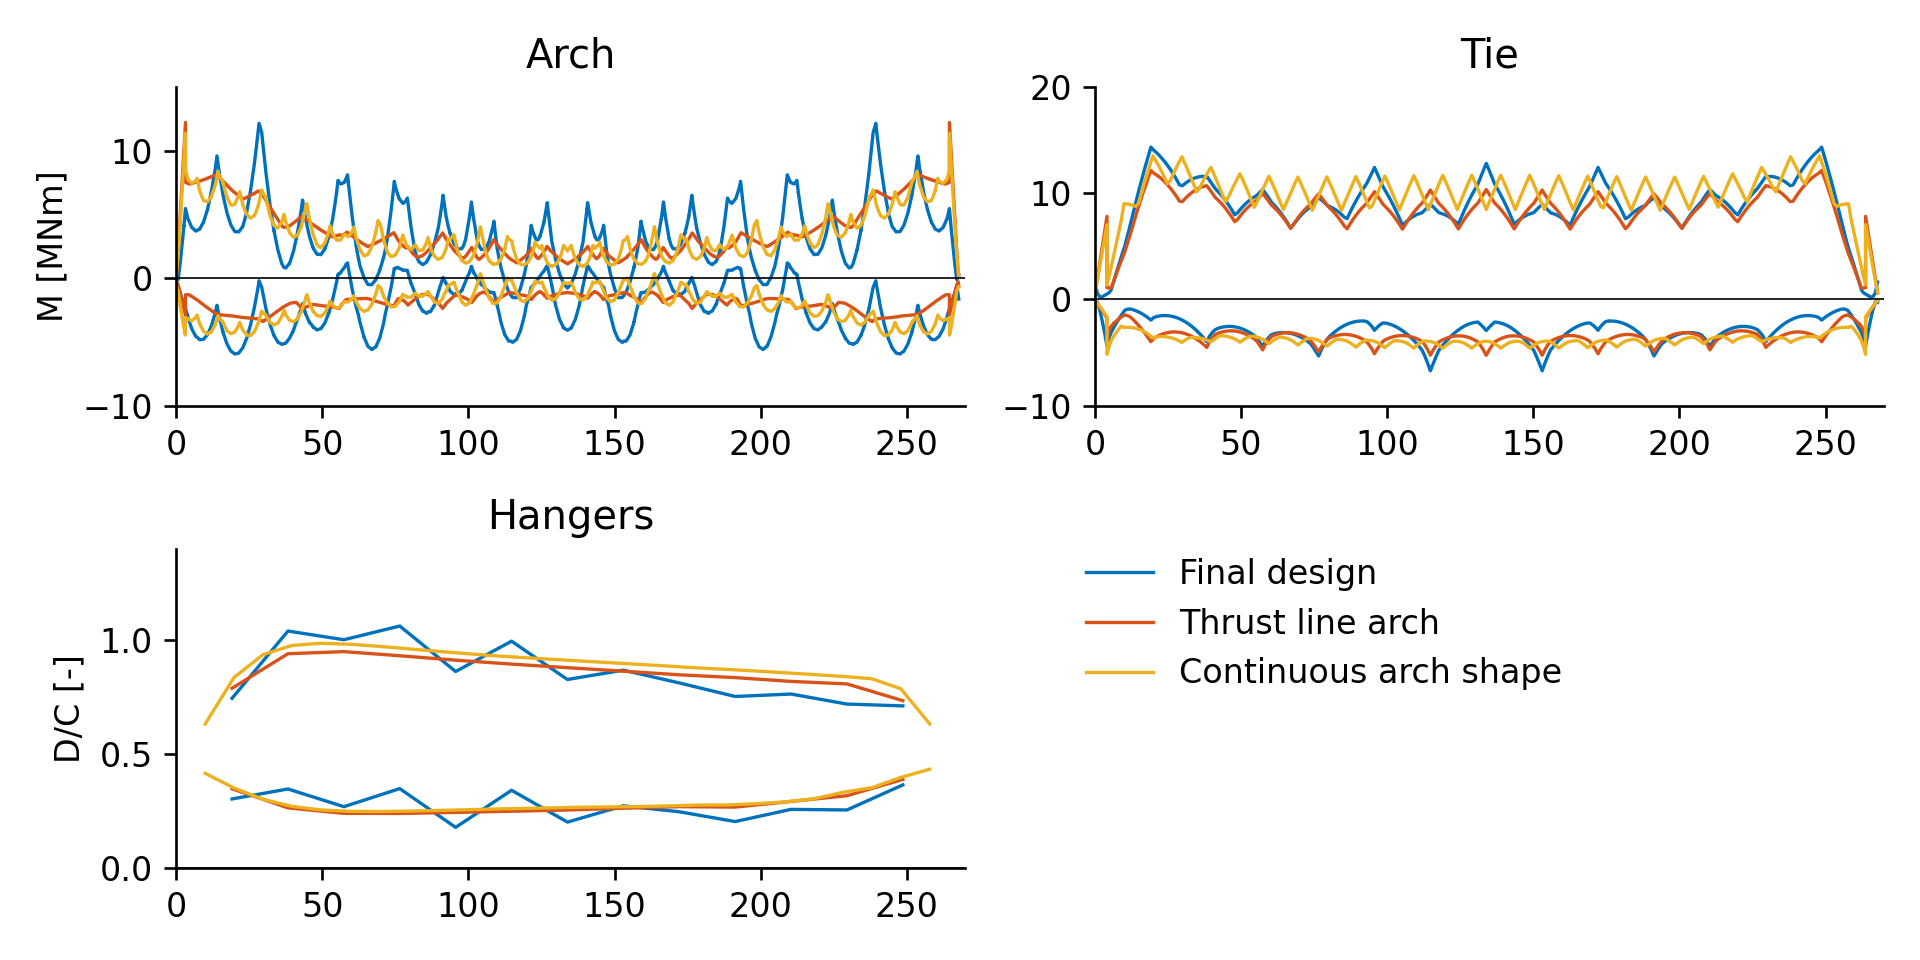 Arch
M [MNm]
10
0
−10
0 50 100 150 200 250
Tie
20
10
0
−10
0 50 100 150 200 250
Hangers
D/C [-]
1.0
0.5
0.0
0 50 100 150 200 250
Final design
Thrust line arch
Continuous arch shape